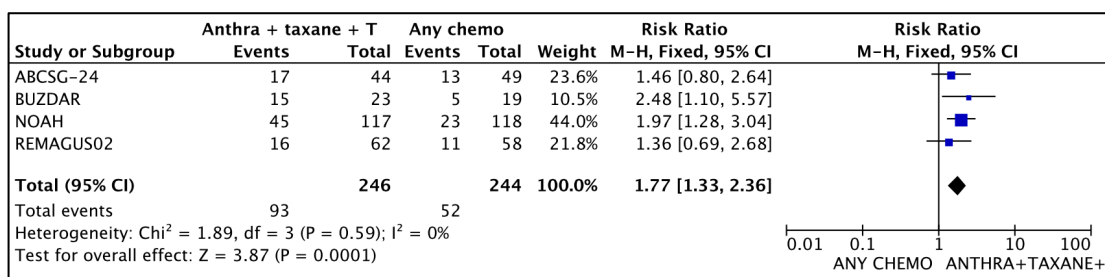 Anthra + taxane + T Any chemo Risk Ratio Risk Ratio
Study or Subgroup Events Total Events Total Weight M-H, Fixed, 95% CI M-H, Fixed, 95% CI
ABCSG-24 17 44 13 49 23.6% 1.46 [0.80, 2.64]
BUZDAR 15 23 5 19 10.5% 2.48 [1.10, 5.57]
NOAH 45 117 23 118 44.0% 1.97 [1.28, 3.04]
REMAGUS02 16 62 11 58 21.8% 1.36 [0.69, 2.68]
Total (95% CI) 246 244 100.0% 1.77 [1.33, 2.36]
Total events 93 52
Heterogeneity: Chi² = 1.89, df = 3 (P = 0.59); I² = 0%
Test for overall effect: Z = 3.87 (P = 0.0001)
0.01 0.1 1 10 100
ANY CHEMO ANTHRA+TAXANE+